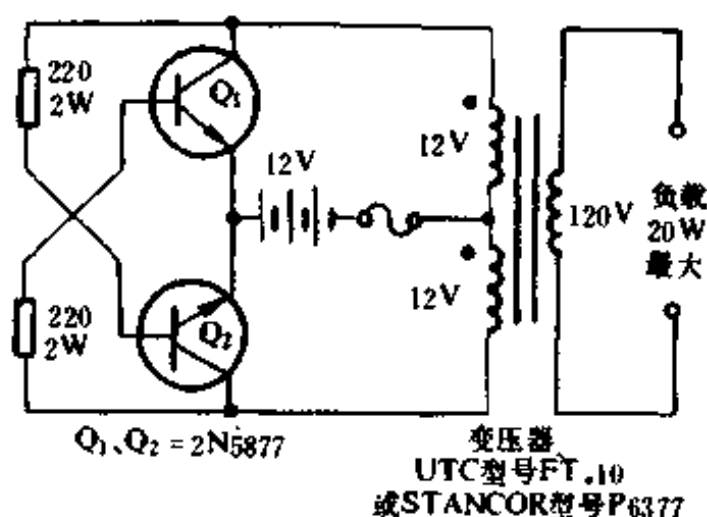 220
2W
Q₁
12V
12V
120V
负载
20W
最大
12V
220
2W
Q₂
Q₁、Q₂ = 2N5877
变压器
UTC型号FT.10
或STANCOR型号P6377